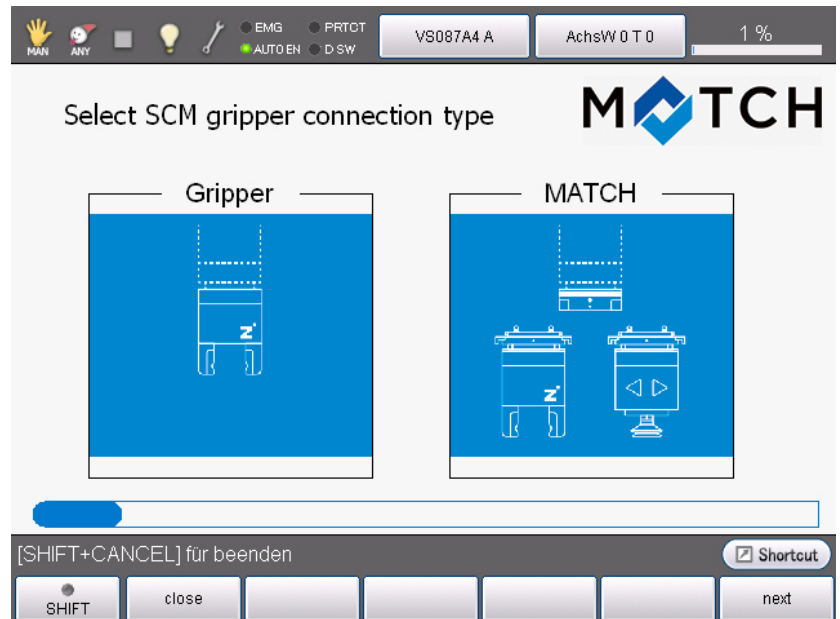 MAN
ANY
EMG
PRTCT
AUTO EN
D SW
VS087A4 A
AchsW 0 T 0
1 %
Select SCM gripper connection type
MATCH
Gripper
MATCH
Z
Z
[SHIFT+CANCEL] für beenden
Shortcut
SHIFT
close
next